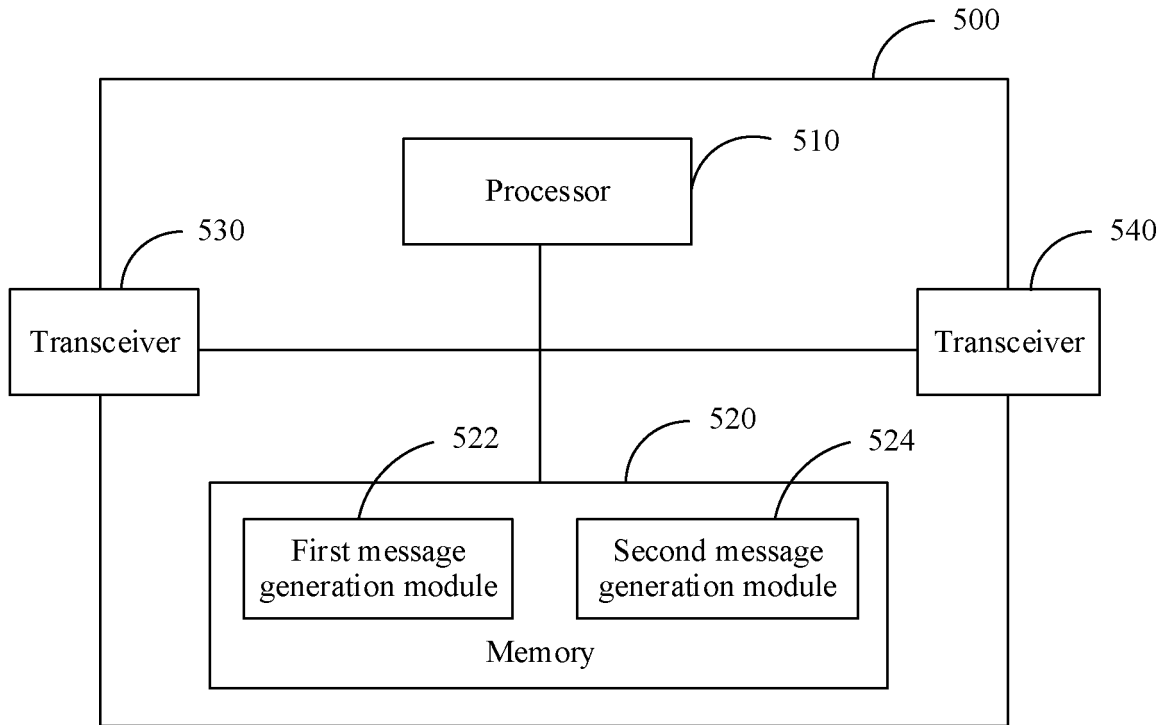 500
510
Processor
530
540
Transceiver
Transceiver
522
520
524
First message
generation module
Second message
generation module
Memory